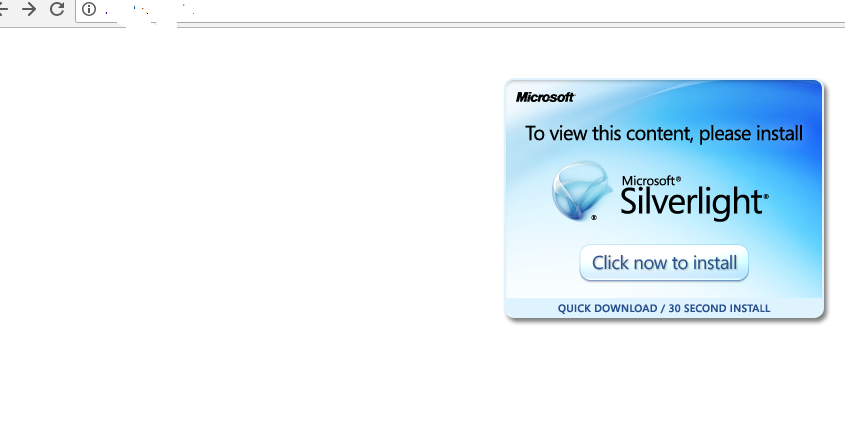 Microsoft
To view this content, please install
Microsoft®
Silverlight®
®
Click now to install
QUICK DOWNLOAD / 30 SECOND INSTALL